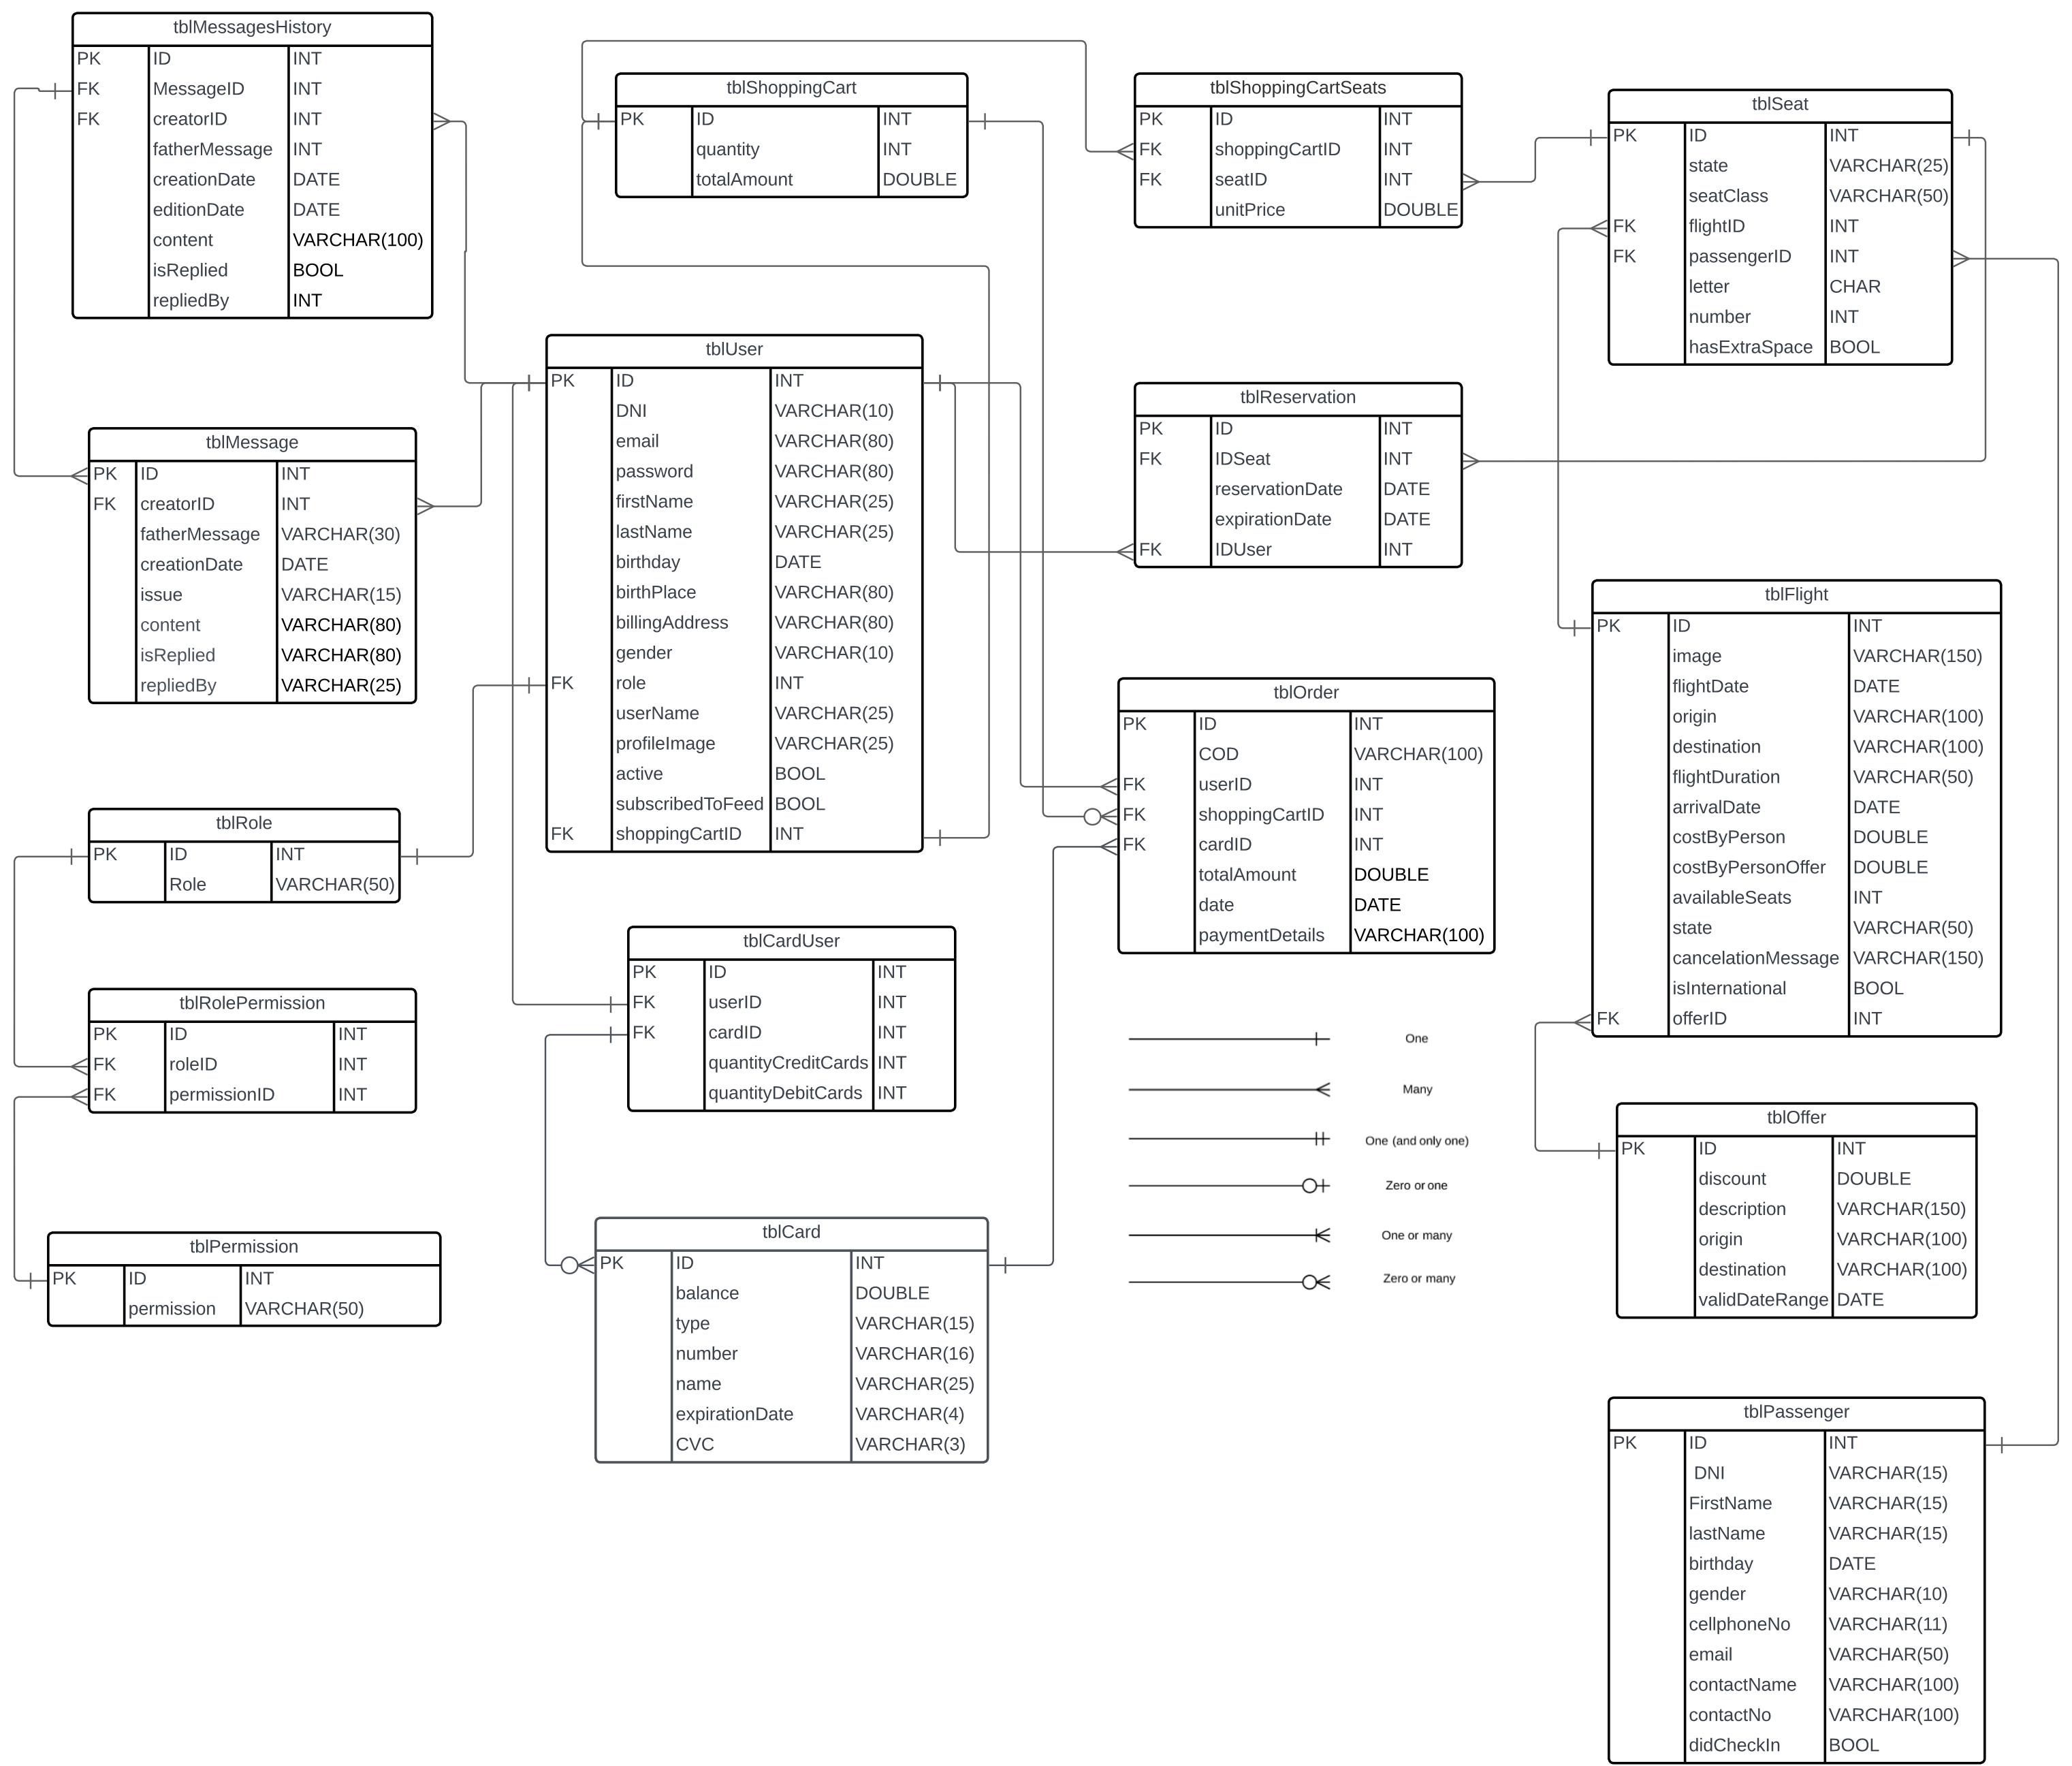 tblMessagesHistory
PK ID INT
FK MessageID INT
FK creatorID INT
fatherMessage INT
creationDate DATE
editionDate DATE
content VARCHAR(100)
isReplied BOOL
repliedBy INT
tblShoppingCart
PK ID INT
quantity INT
totalAmount DOUBLE
tblShoppingCartSeats
PK ID INT
FK shoppingCartID INT
FK seatID INT
unitPrice DOUBLE
tblSeat
PK ID INT
state VARCHAR(25)
seatClass VARCHAR(50)
FK flightID INT
FK passengerID INT
letter CHAR
number INT
hasExtraSpace BOOL
tblUser
PK ID INT
DNI VARCHAR(10)
email VARCHAR(80)
password VARCHAR(80)
firstName VARCHAR(25)
lastName VARCHAR(25)
birthday DATE
birthPlace VARCHAR(80)
billingAddress VARCHAR(80)
gender VARCHAR(10)
FK role INT
userName VARCHAR(25)
profileImage VARCHAR(25)
active BOOL
subscribedToFeed BOOL
FK shoppingCartID INT
tblReservation
PK ID INT
FK IDSeat INT
reservationDate DATE
expirationDate DATE
FK IDUser INT
tblMessage
PK ID INT
FK creatorID INT
fatherMessage VARCHAR(30)
creationDate DATE
issue VARCHAR(15)
content VARCHAR(80)
isReplied VARCHAR(80)
repliedBy VARCHAR(25)
tblFlight
PK ID INT
image VARCHAR(150)
flightDate DATE
origin VARCHAR(100)
destination VARCHAR(100)
flightDuration VARCHAR(50)
arrivalDate DATE
costByPerson DOUBLE
costByPersonOffer DOUBLE
availableSeats INT
state VARCHAR(50)
cancelationMessage VARCHAR(150)
isInternational BOOL
FK offerID INT
tblOrder
PK ID INT
COD VARCHAR(100)
FK userID INT
FK shoppingCartID INT
FK cardID INT
totalAmount DOUBLE
date DATE
paymentDetails VARCHAR(100)
tblRole
PK ID INT
Role VARCHAR(50)
tblCardUser
PK ID INT
FK userID INT
FK cardID INT
quantityCreditCards INT
quantityDebitCards INT
tblRolePermission
PK ID INT
FK roleID INT
FK permissionID INT
One
Many
One (and only one)
Zero or one
One or many
Zero or many
tblOffer
PK ID INT
discount DOUBLE
description VARCHAR(150)
origin VARCHAR(100)
destination VARCHAR(100)
validDateRange DATE
tblPermission
PK ID INT
permission VARCHAR(50)
tblCard
PK ID INT
balance DOUBLE
type VARCHAR(15)
number VARCHAR(16)
name VARCHAR(25)
expirationDate VARCHAR(4)
CVC VARCHAR(3)
tblPassenger
PK ID INT
DNI VARCHAR(15)
FirstName VARCHAR(15)
lastName VARCHAR(15)
birthday DATE
gender VARCHAR(10)
cellphoneNo VARCHAR(11)
email VARCHAR(50)
contactName VARCHAR(100)
contactNo VARCHAR(100)
didCheckIn BOOL